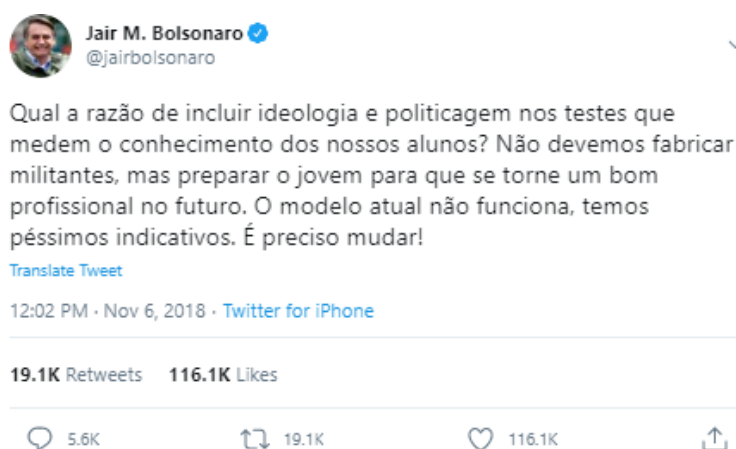 Jair M. Bolsonaro
@jairbolsonaro
Qual a razão de incluir ideologia e politicagem nos testes que
medem o conhecimento dos nossos alunos? Não devemos fabricar
militantes, mas preparar o jovem para que se torne um bom
profissional no futuro. O modelo atual não funciona, temos
péssimos indicativos. É preciso mudar!
Translate Tweet
12:02 PM · Nov 6, 2018 · Twitter for iPhone
19.1K Retweets 116.1K Likes
5.6K 19.1K 116.1K